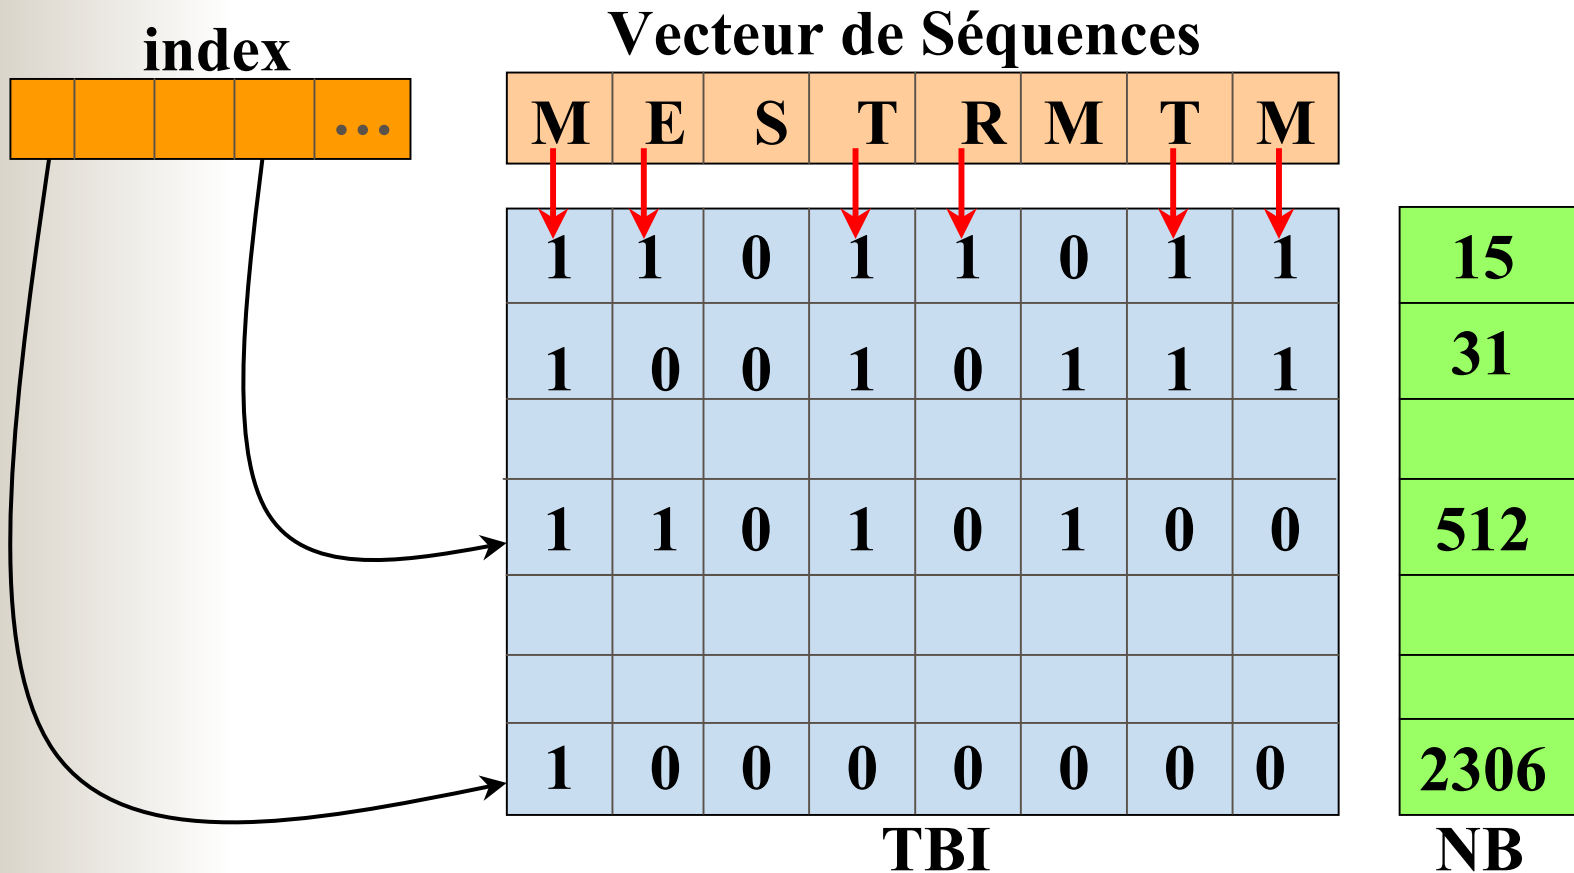 index
...
Vecteur de Séquences
M E S T R M T M
1 1 0 1 1 0 1 1 15
1 0 0 1 0 1 1 1 31
1 1 0 1 0 1 0 0 512
1 0 0 0 0 0 0 0 2306
TBI
NB